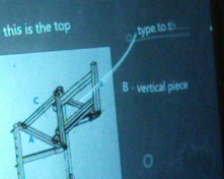 this is the top
type to th
B - vertical piece
C
A